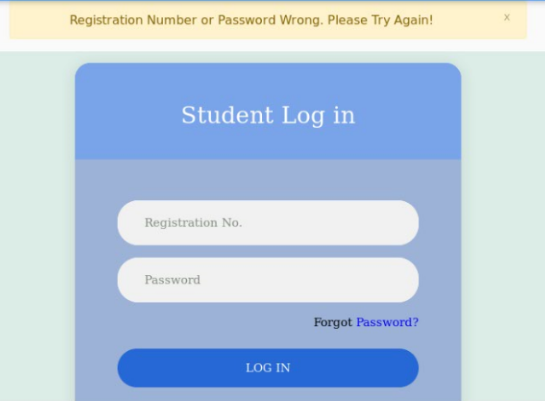 Registration Number or Password Wrong. Please Try Again!
x
Student Log in
Registration No.
Password
Forgot Password?
LOG IN